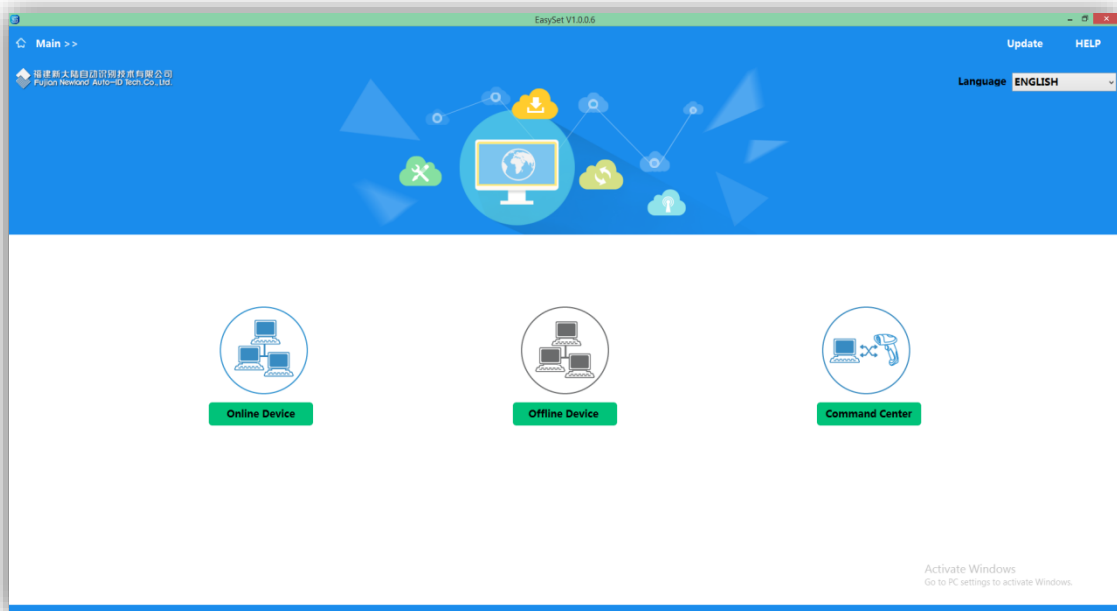 EasySet V1.0.0.6
Main >>
Update
HELP
福建新大陆自动识别技术有限公司
Fujian Newland Auto-ID Tech.Co.,Ltd.
Language ENGLISH
Online Device
Offline Device
Command Center
Activate Windows
Go to PC settings to activate Windows.